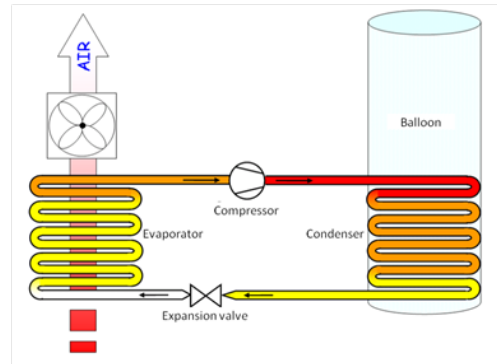 AIR
Balloon
Compressor
Evaporator
Condenser
Expansion valve